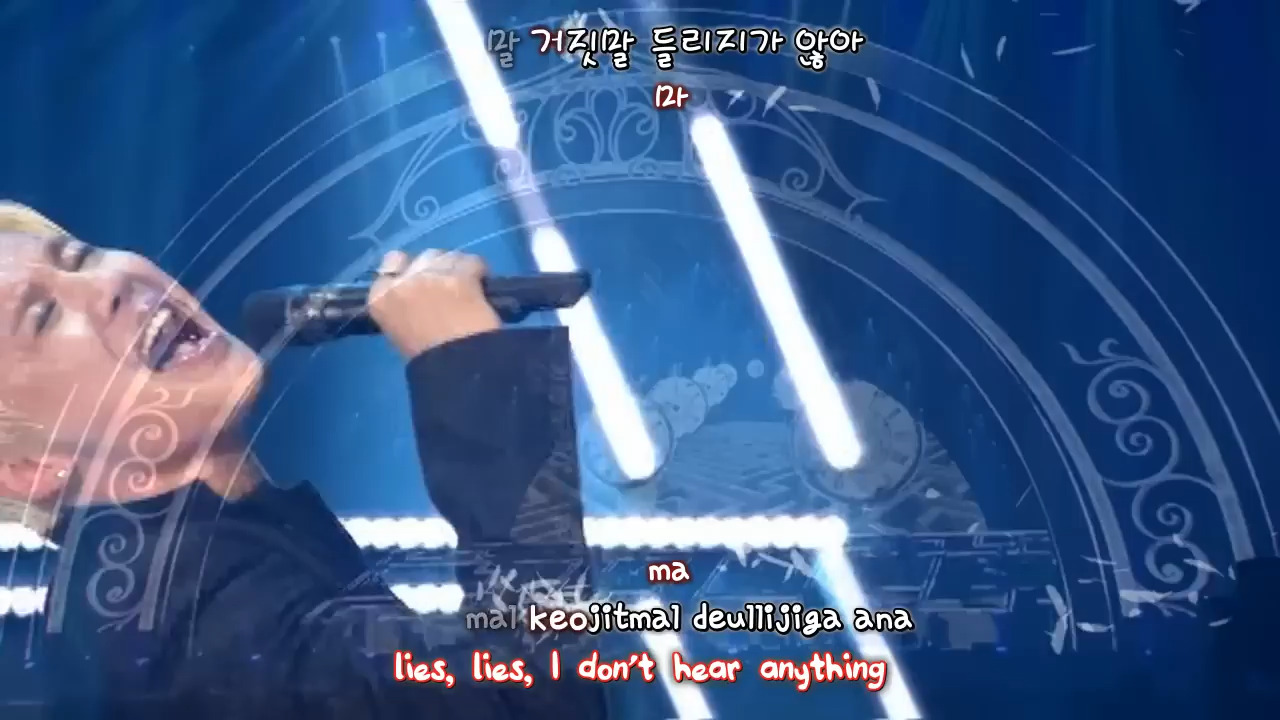 말 거짓말 들리지가 않아
마
ma
mal keojitmal deullijiga ana
lies, lies, I don't hear anything